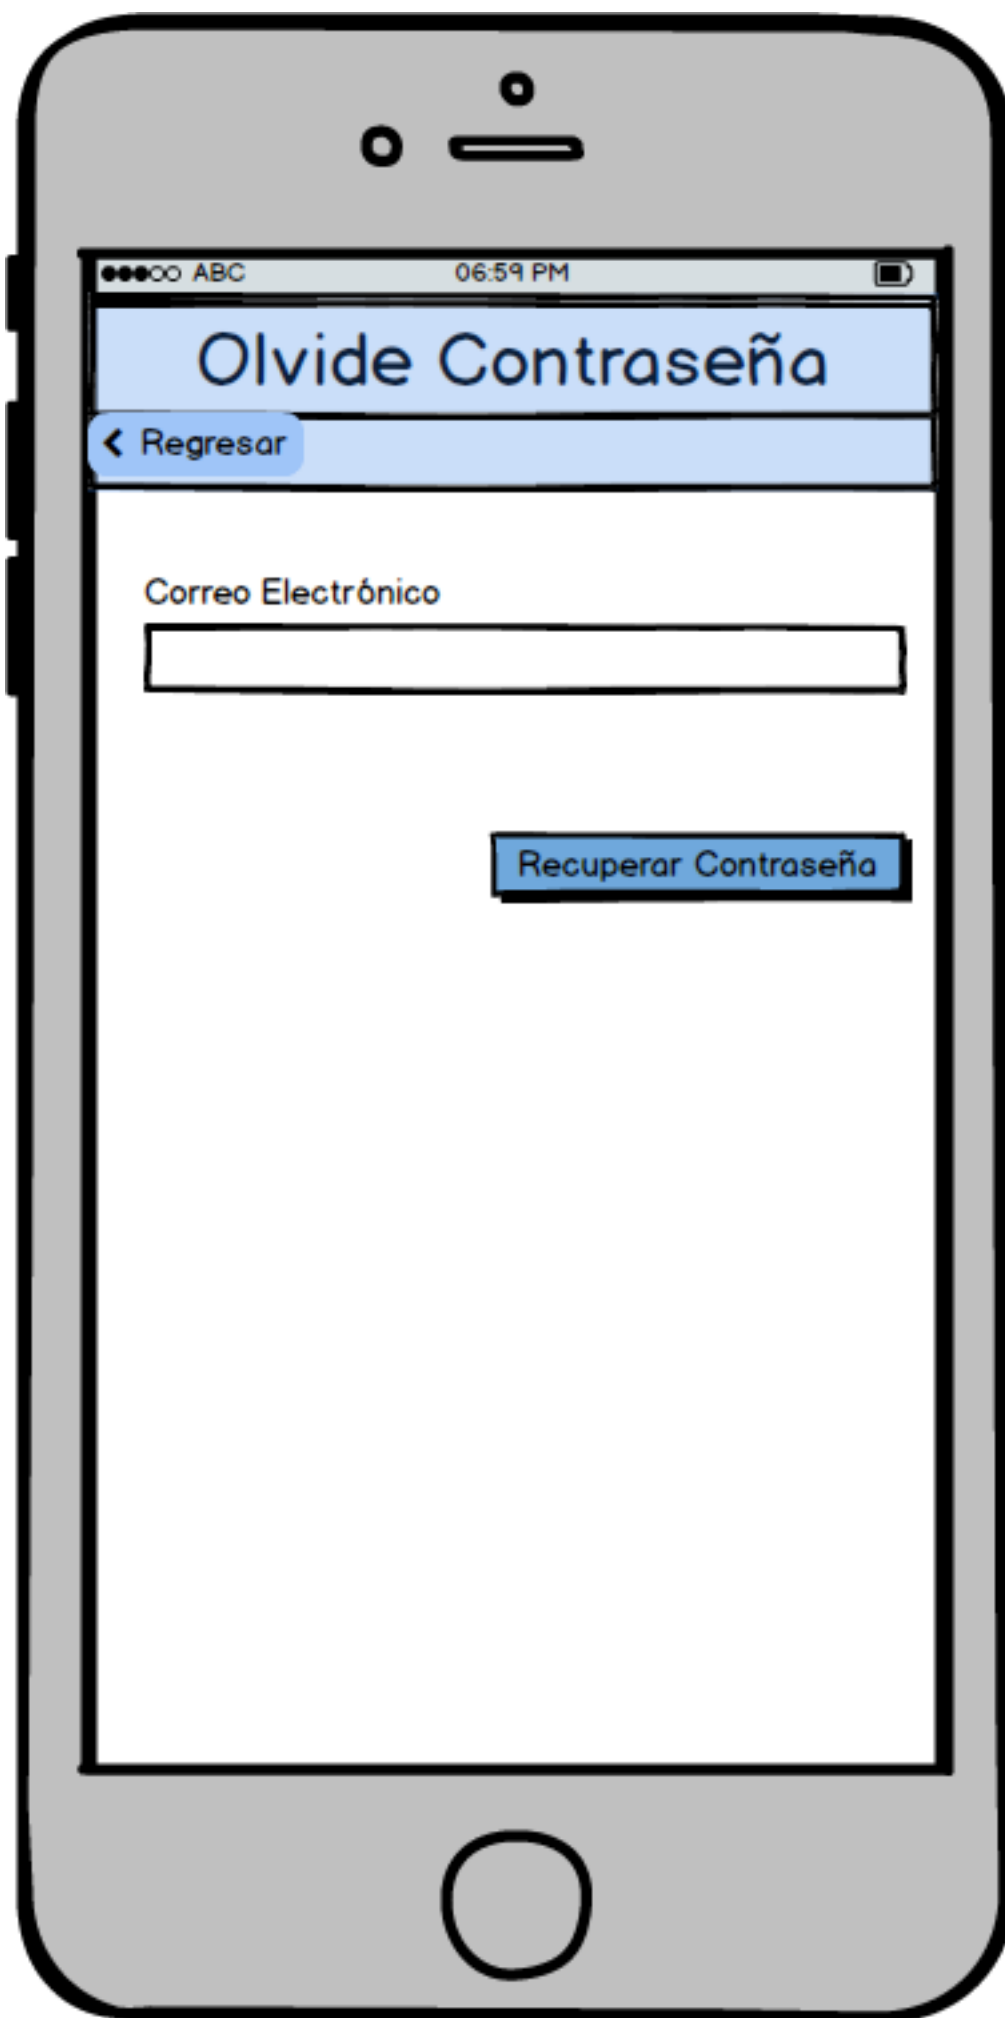 ABC 06:59 PM
Olvide Contraseña
Regresar
Correo Electrónico
Recuperar Contraseña